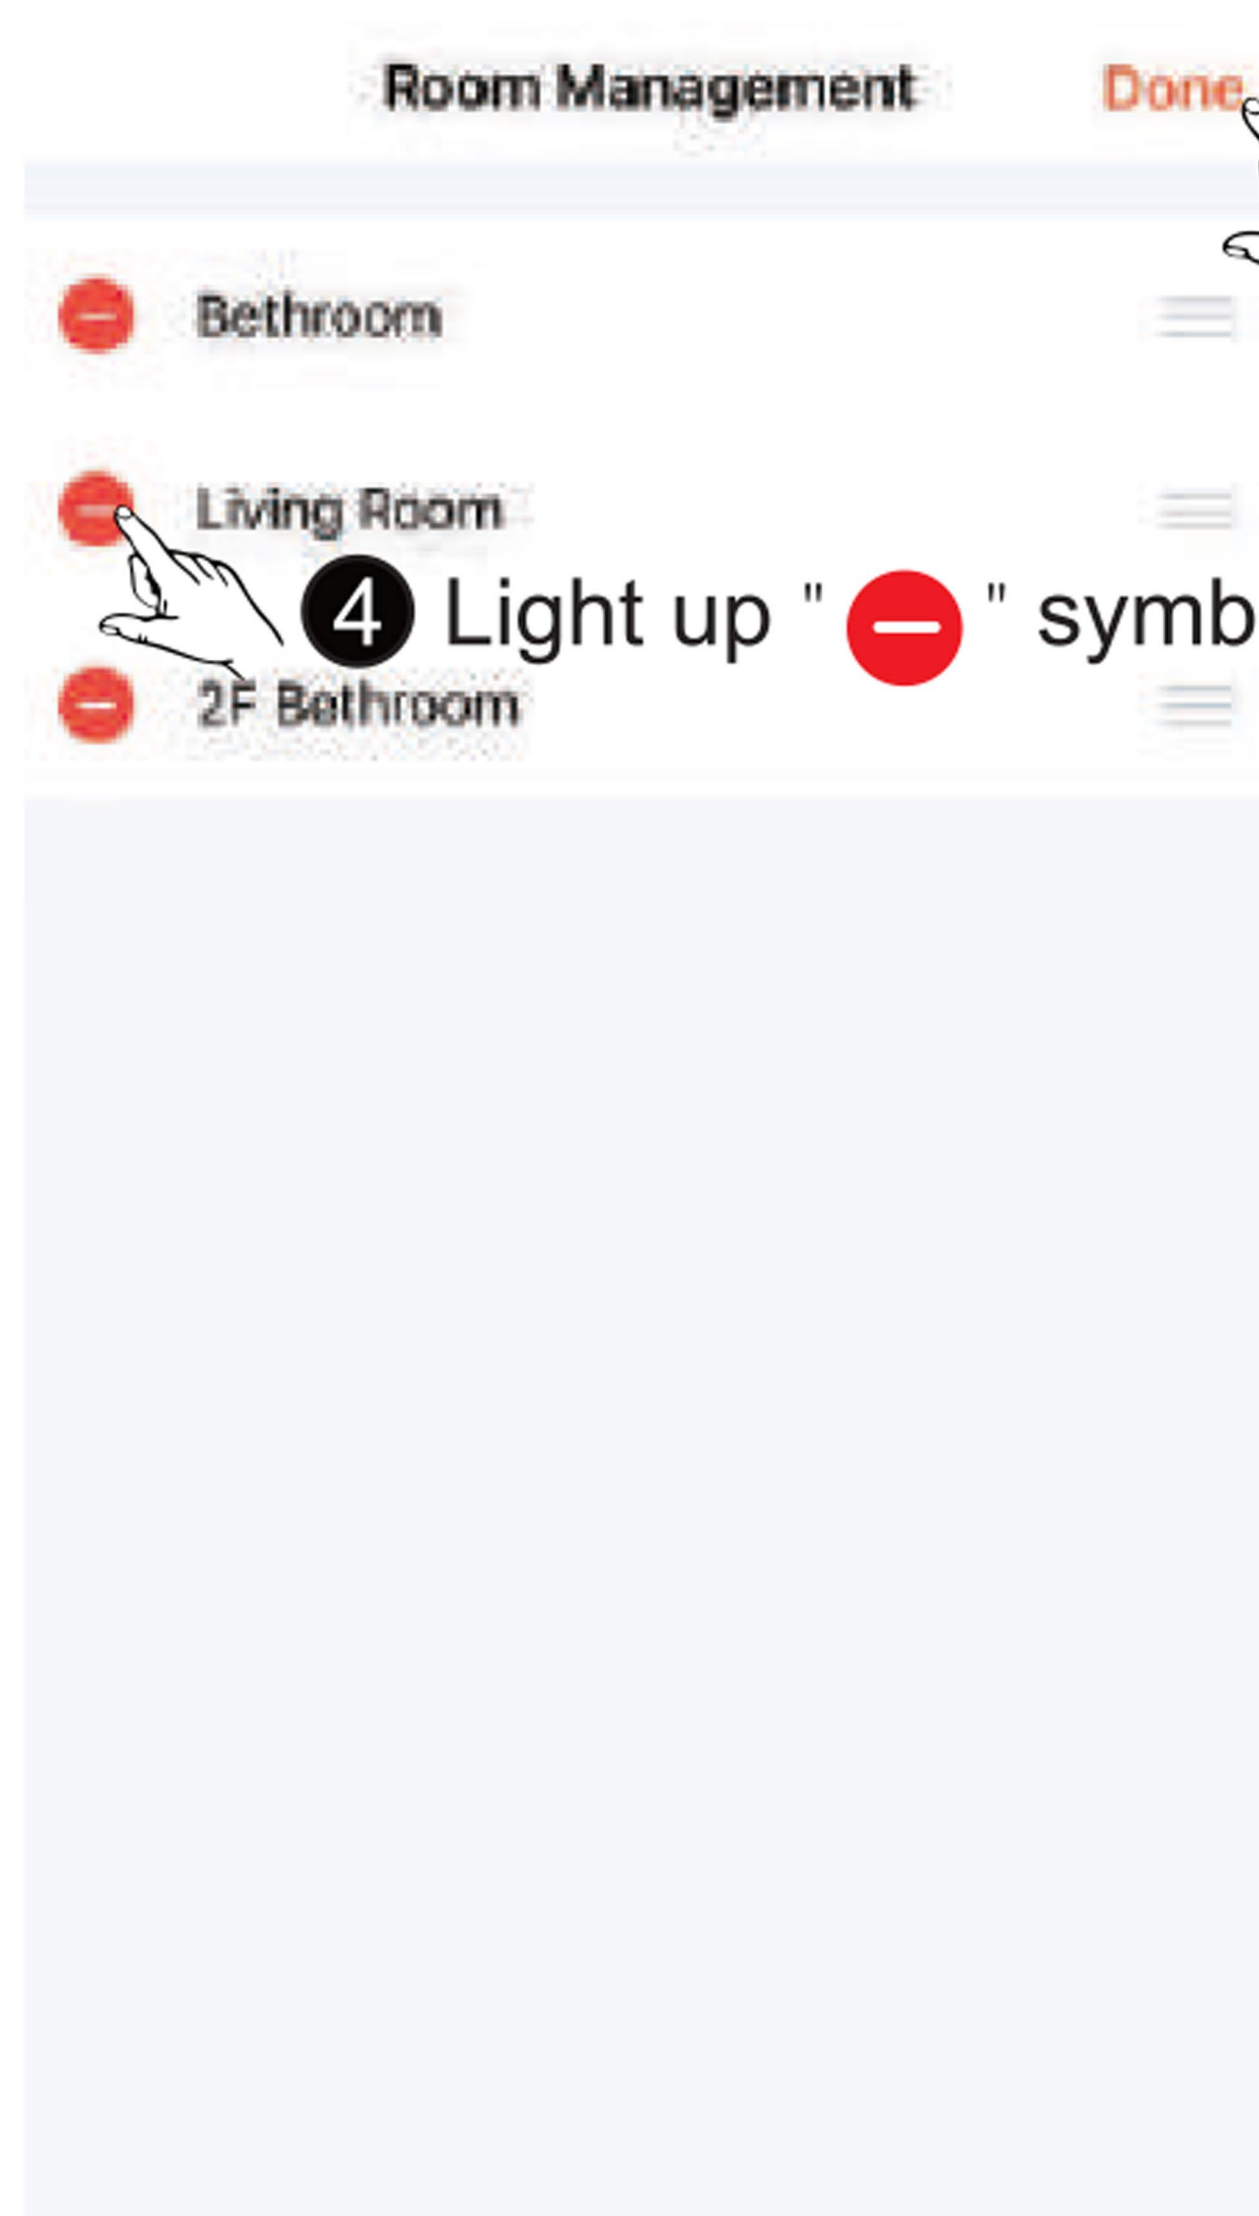 Room Management Done
Bethroom
Living Room
4 Light up " " symb
2F Bethroom